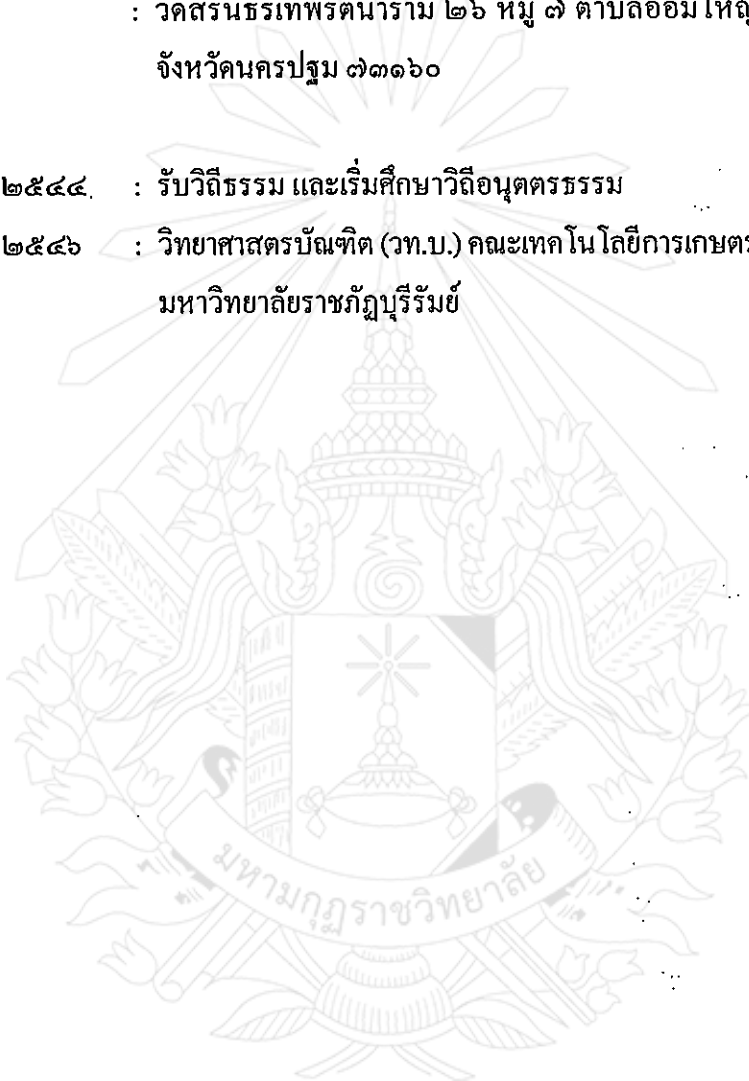 : วัดสิรินธรเทพรัตนาราม ๒๖ หมู่ ๗ ตำบลอ้อมใหญ่
จังหวัดนครปฐม ๗๓๑๖๐
๒๕๔๔ : รับวิถีธรรม และเริ่มศึกษาวิถีอนุตตรธรรม
๒๕๔๖ : วิทยาศาสตรบัณฑิต (วท.บ.) คณะเทคโนโลยีการเกษตร
มหาวิทยาลัยราชภัฏบุรีรัมย์
มหามกุฏราชวิทยาลัย